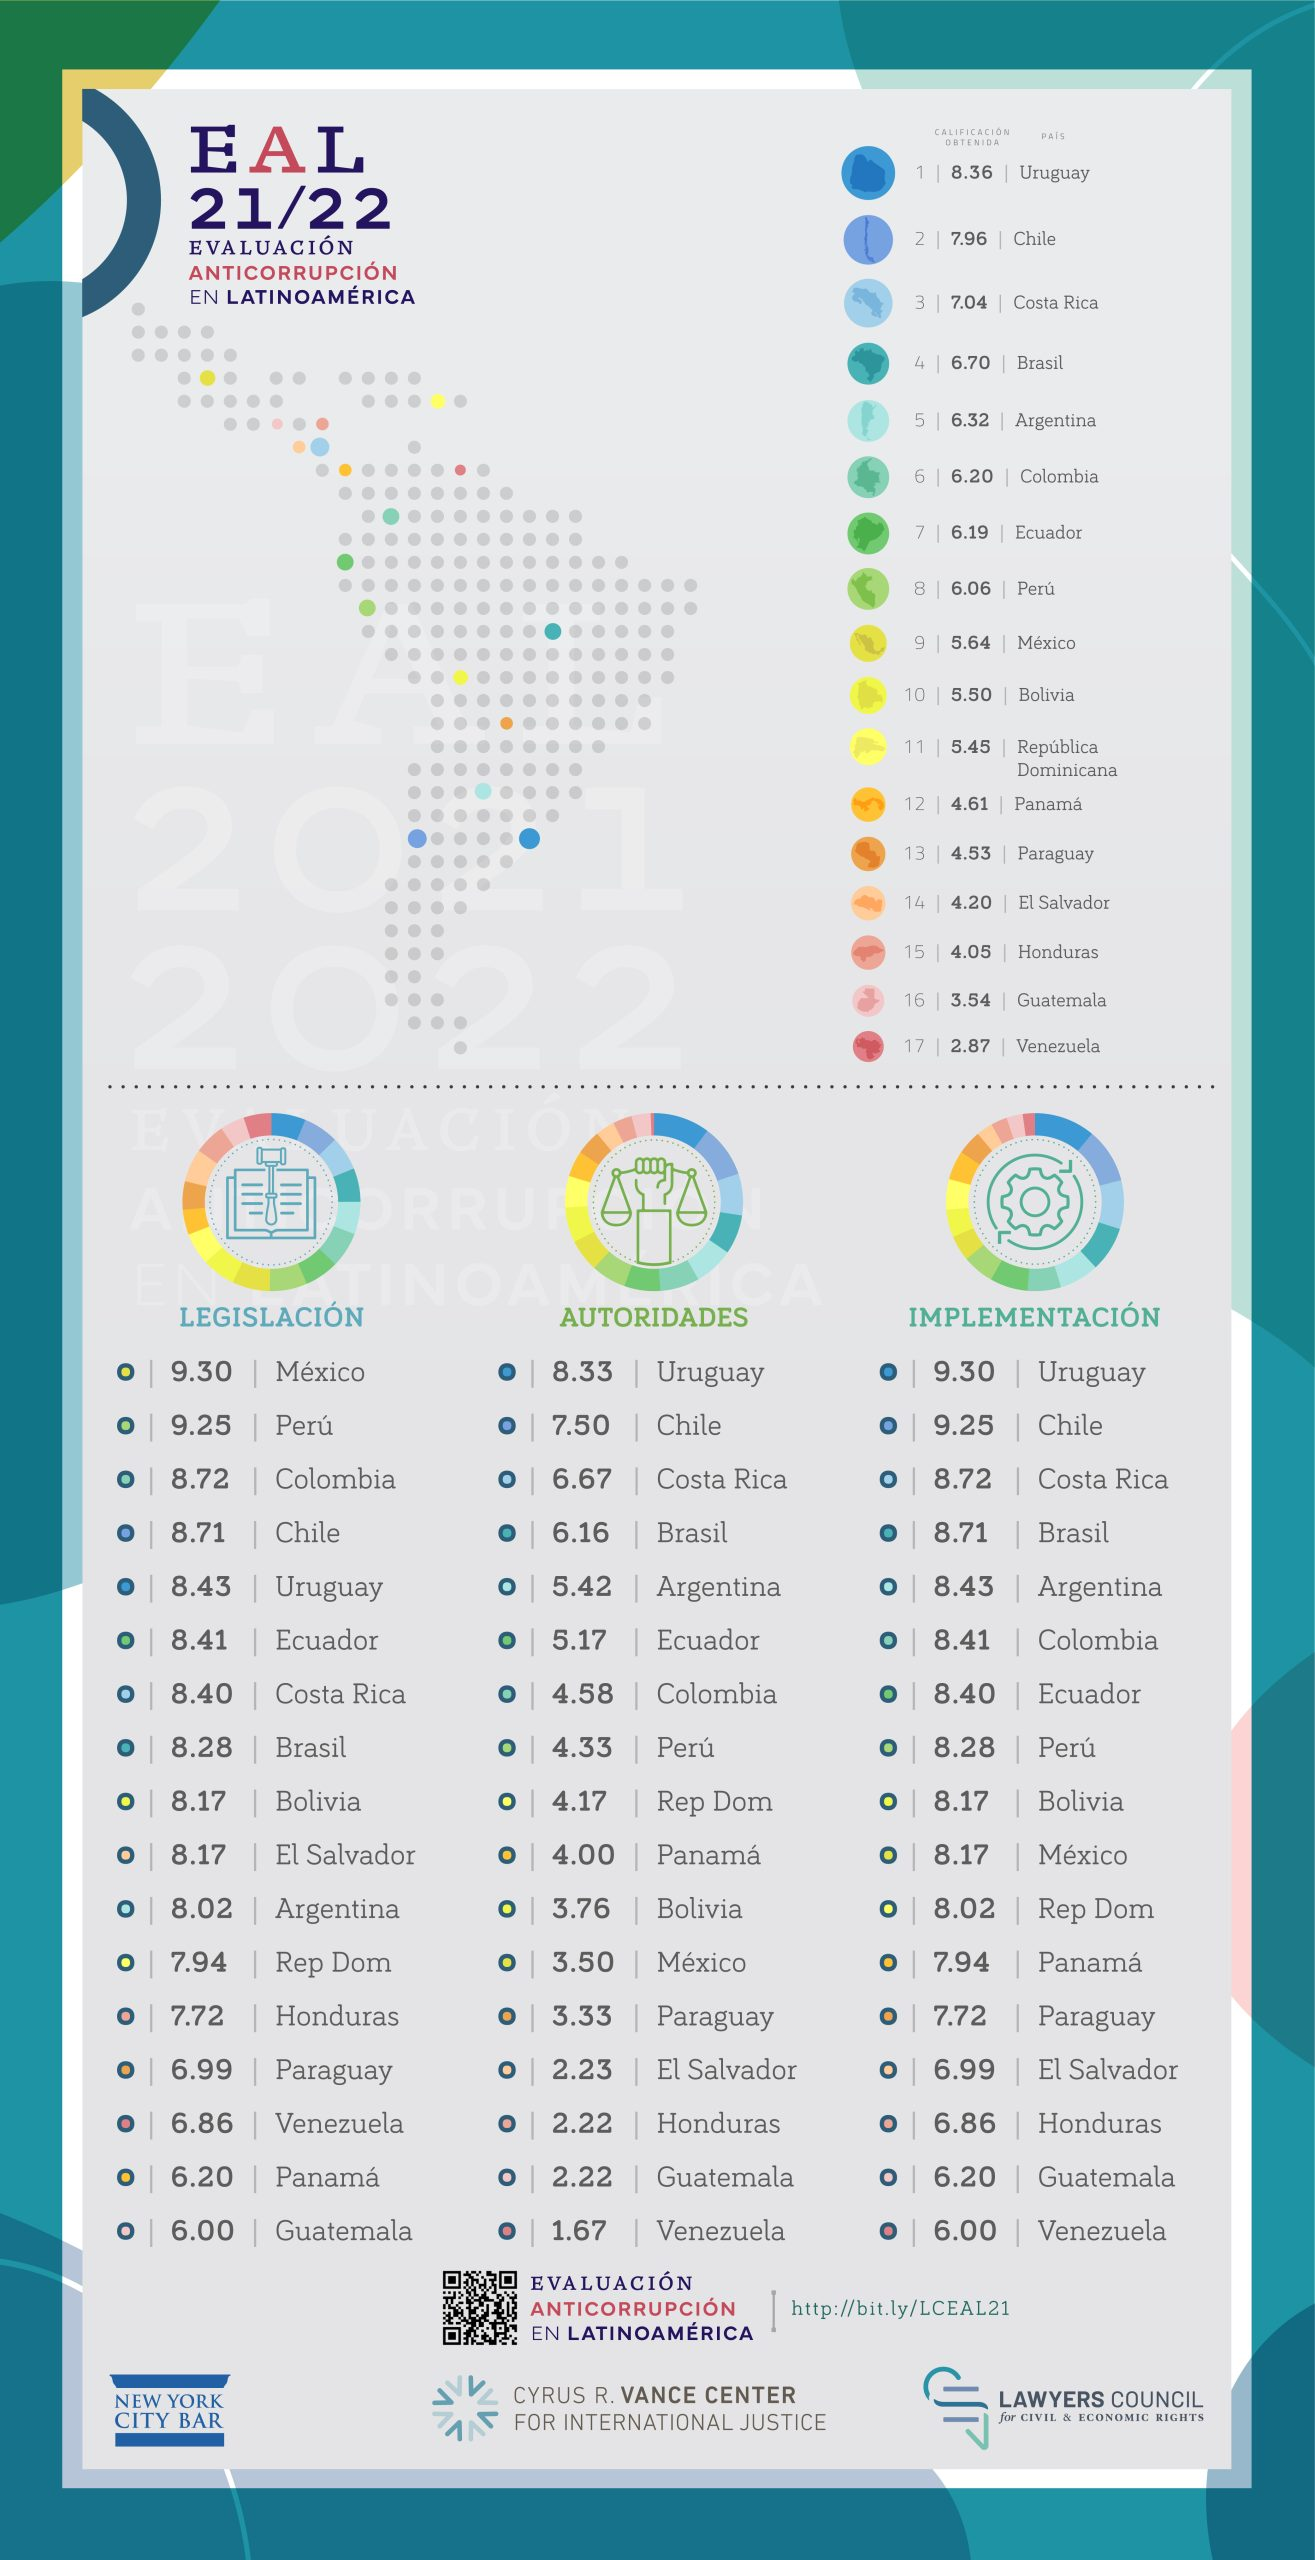 EAL
21/22
EVALUACIÓN
ANTICORRUPCIÓN
EN LATINOAMÉRICA
CALIFICACIÓN OBTENIDA PAÍS
1 | 8.36 | Uruguay
2 | 7.96 | Chile
3 | 7.04 | Costa Rica
4 | 6.70 | Brasil
5 | 6.32 | Argentina
6 | 6.20 | Colombia
7 | 6.19 | Ecuador
8 | 6.06 | Perú
9 | 5.64 | México
10 | 5.50 | Bolivia
11 | 5.45 | República
Dominicana
12 | 4.61 | Panamá
13 | 4.53 | Paraguay
14 | 4.20 | El Salvador
15 | 4.05 | Honduras
16 | 3.54 | Guatemala
17 | 2.87 | Venezuela
EAL
2021
2022
EVALUACIÓN
ANTICORRUPCIÓN
EN LATINOAMÉRICA
LEGISLACIÓN
| 9.30 | México
| 9.25 | Perú
| 8.72 | Colombia
| 8.71 | Chile
| 8.43 | Uruguay
| 8.41 | Ecuador
| 8.40 | Costa Rica
| 8.28 | Brasil
| 8.17 | Bolivia
| 8.17 | El Salvador
| 8.02 | Argentina
| 7.94 | Rep Dom
| 7.72 | Honduras
| 6.99 | Paraguay
| 6.86 | Venezuela
| 6.20 | Panamá
| 6.00 | Guatemala
AUTORIDADES
| 8.33 | Uruguay
| 7.50 | Chile
| 6.67 | Costa Rica
| 6.16 | Brasil
| 5.42 | Argentina
| 5.17 | Ecuador
| 4.58 | Colombia
| 4.33 | Perú
| 4.17 | Rep Dom
| 4.00 | Panamá
| 3.76 | Bolivia
| 3.50 | México
| 3.33 | Paraguay
| 2.23 | El Salvador
| 2.22 | Honduras
| 2.22 | Guatemala
| 1.67 | Venezuela
IMPLEMENTACIÓN
| 9.30 | Uruguay
| 9.25 | Chile
| 8.72 | Costa Rica
| 8.71 | Brasil
| 8.43 | Argentina
| 8.41 | Colombia
| 8.40 | Ecuador
| 8.28 | Perú
| 8.17 | Bolivia
| 8.17 | México
| 8.02 | Rep Dom
| 7.94 | Panamá
| 7.72 | Paraguay
| 6.99 | El Salvador
| 6.86 | Honduras
| 6.20 | Guatemala
| 6.00 | Venezuela
EVALUACIÓN
ANTICORRUPCIÓN
EN LATINOAMÉRICA
http://bit.ly/LCEAL21
NEW YORK
CITY BAR
CYRUS R. VANCE CENTER
FOR INTERNATIONAL JUSTICE
LAWYERS COUNCIL
for CIVIL & ECONOMIC RIGHTS